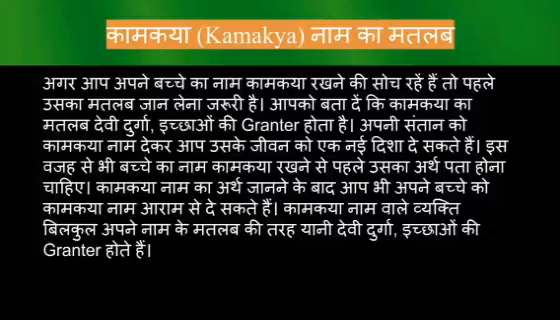 कामकया (Kamakya) नाम का मतलब
अगर आप अपने बच्चे का नाम कामकया रखने की सोच रहें हैं तो पहले
उसका मतलब जान लेना जरूरी है। आपको बता दें कि कामकया का
मतलब देवी दुर्गा, इच्छाओं की Granter होता है। अपनी संतान को
कामकया नाम देकर आप उसके जीवन को एक नई दिशा दे सकते हैं। इस
वजह से भी बच्चे का नाम कामकया रखने से पहले उसका अर्थ पता होना
चाहिए। कामकया नाम का अर्थ जानने के बाद आप भी अपने बच्चे को
कामकया नाम आराम से दे सकते हैं। कामकया नाम वाले व्यक्ति
बिलकुल अपने नाम के मतलब की तरह यानी देवी दुर्गा, इच्छाओं की
Granter होते हैं।